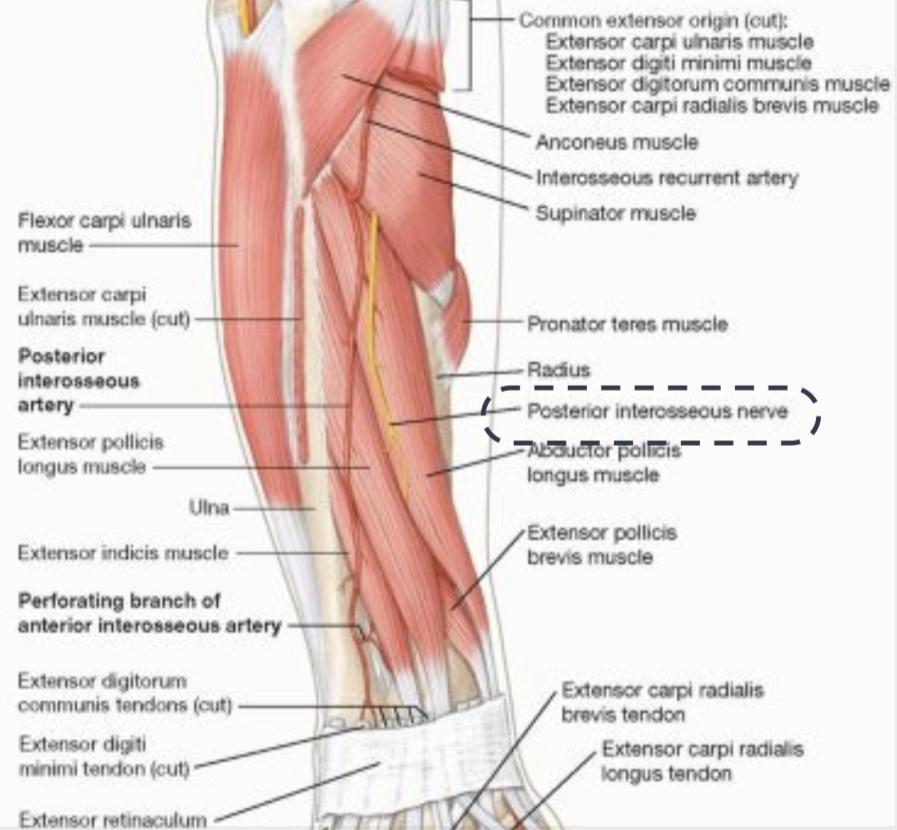 Common extensor origin (cut):
Extensor carpi ulnaris muscle
Extensor digiti minimi muscle
Extensor digitorum communis muscle
Extensor carpi radialis brevis muscle
Anconeus muscle
Interosseous recurrent artery
Supinator muscle
Flexor carpi ulnaris
muscle
Extensor carpi
ulnaris muscle (cut)
Pronator teres muscle
Posterior
interosseous
artery
Radius
Posterior interosseous nerve
Extensor pollicis
longus muscle
Abductor pollicis
longus muscle
Ulna
Extensor indicis muscle
Extensor pollicis
brevis muscle
Perforating branch of
anterior interosseous artery
Extensor digitorum
communis tendons (cut)
Extensor carpi radialis
brevis tendon
Extensor digiti
minimi tendon (cut)
Extensor carpi radialis
longus tendon
Extensor retinaculum